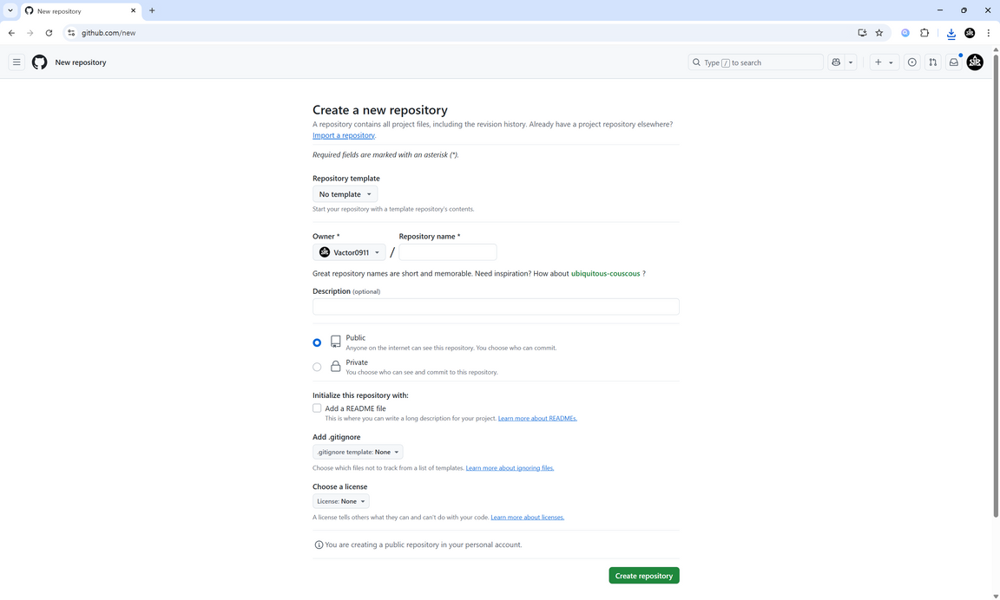 New repository
github.com/new
New repository
Type / to search
Create a new repository
A repository contains all project files, including the revision history. Already have a project repository elsewhere?
Import a repository.
Required fields are marked with an asterisk (*).
Repository template
No template
Start your repository with a template repository's contents.
Owner * Repository name *
Vactor0911 /
Great repository names are short and memorable. Need inspiration? How about ubiquitous-couscous ?
Description (optional)
Public
Anyone on the internet can see this repository. You choose who can commit.
Private
You choose who can see and commit to this repository.
Initialize this repository with:
Add a README file
This is where you can write a long description for your project. Learn more about READMEs.
Add .gitignore
.gitignore template: None
Choose which files not to track from a list of templates. Learn more about ignoring files.
Choose a license
License: None
A license tells others what they can and can't do with your code. Learn more about licenses.
You are creating a public repository in your personal account.
Create repository